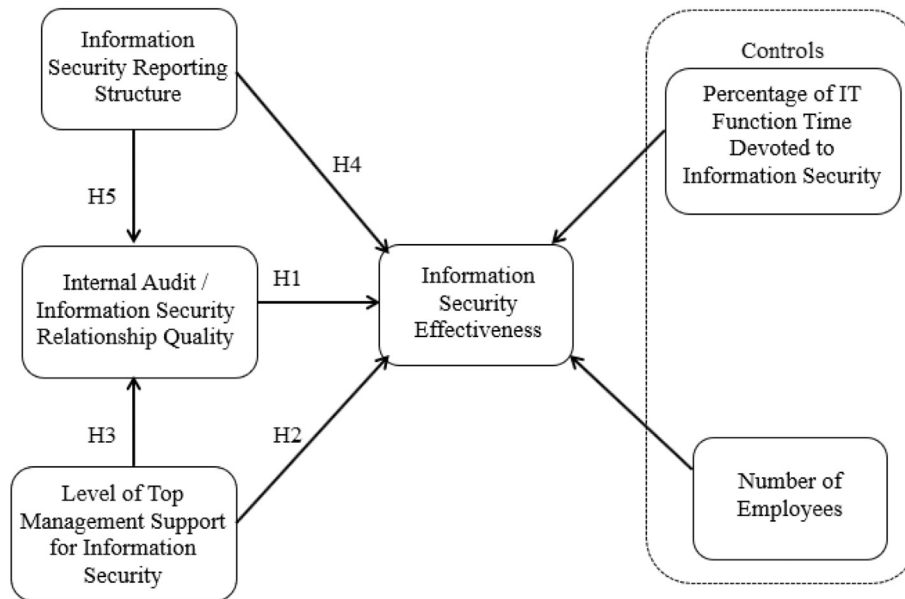 Information
Security Reporting
Structure
Controls
Percentage of IT
Function Time
Devoted to
Information Security
H4
H5
Internal Audit /
Information Security
Relationship Quality
H1
Information
Security
Effectiveness
H3
H2
Level of Top
Management Support
for Information
Security
Number of
Employees